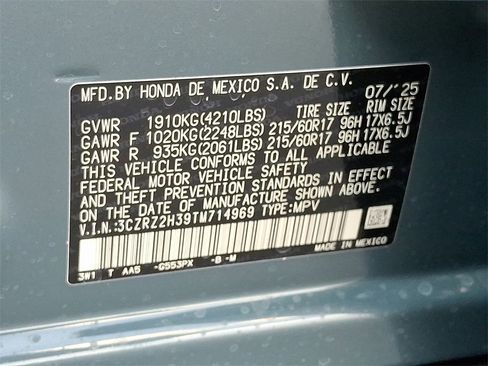 MFD.BY HONDA DE MEXICO S.A. DE C.V. 07/'25
TIRE SIZE RIM SIZE
GVWR 1910KG(4210LBS)
GAWR F 1020KG(2248LBS) 215/60R17 96H 17X6.5J
GAWR R 935KG(2061LBS) 215/60R17 96H 17X6.5J
THIS VEHICLE CONFORMS TO ALL APPLICABLE
FEDERAL MOTOR VEHICLE SAFETY
AND THEFT PREVENTION STANDARDS IN EFFECT
ON THE DATE OF MANUFACTURE SHOWN ABOVE.
V.I.N.:3CZRZ2H39TM714969 TYPE:MPV
3W1 T AA5 -G553PX -B -M MADE IN MEXICO